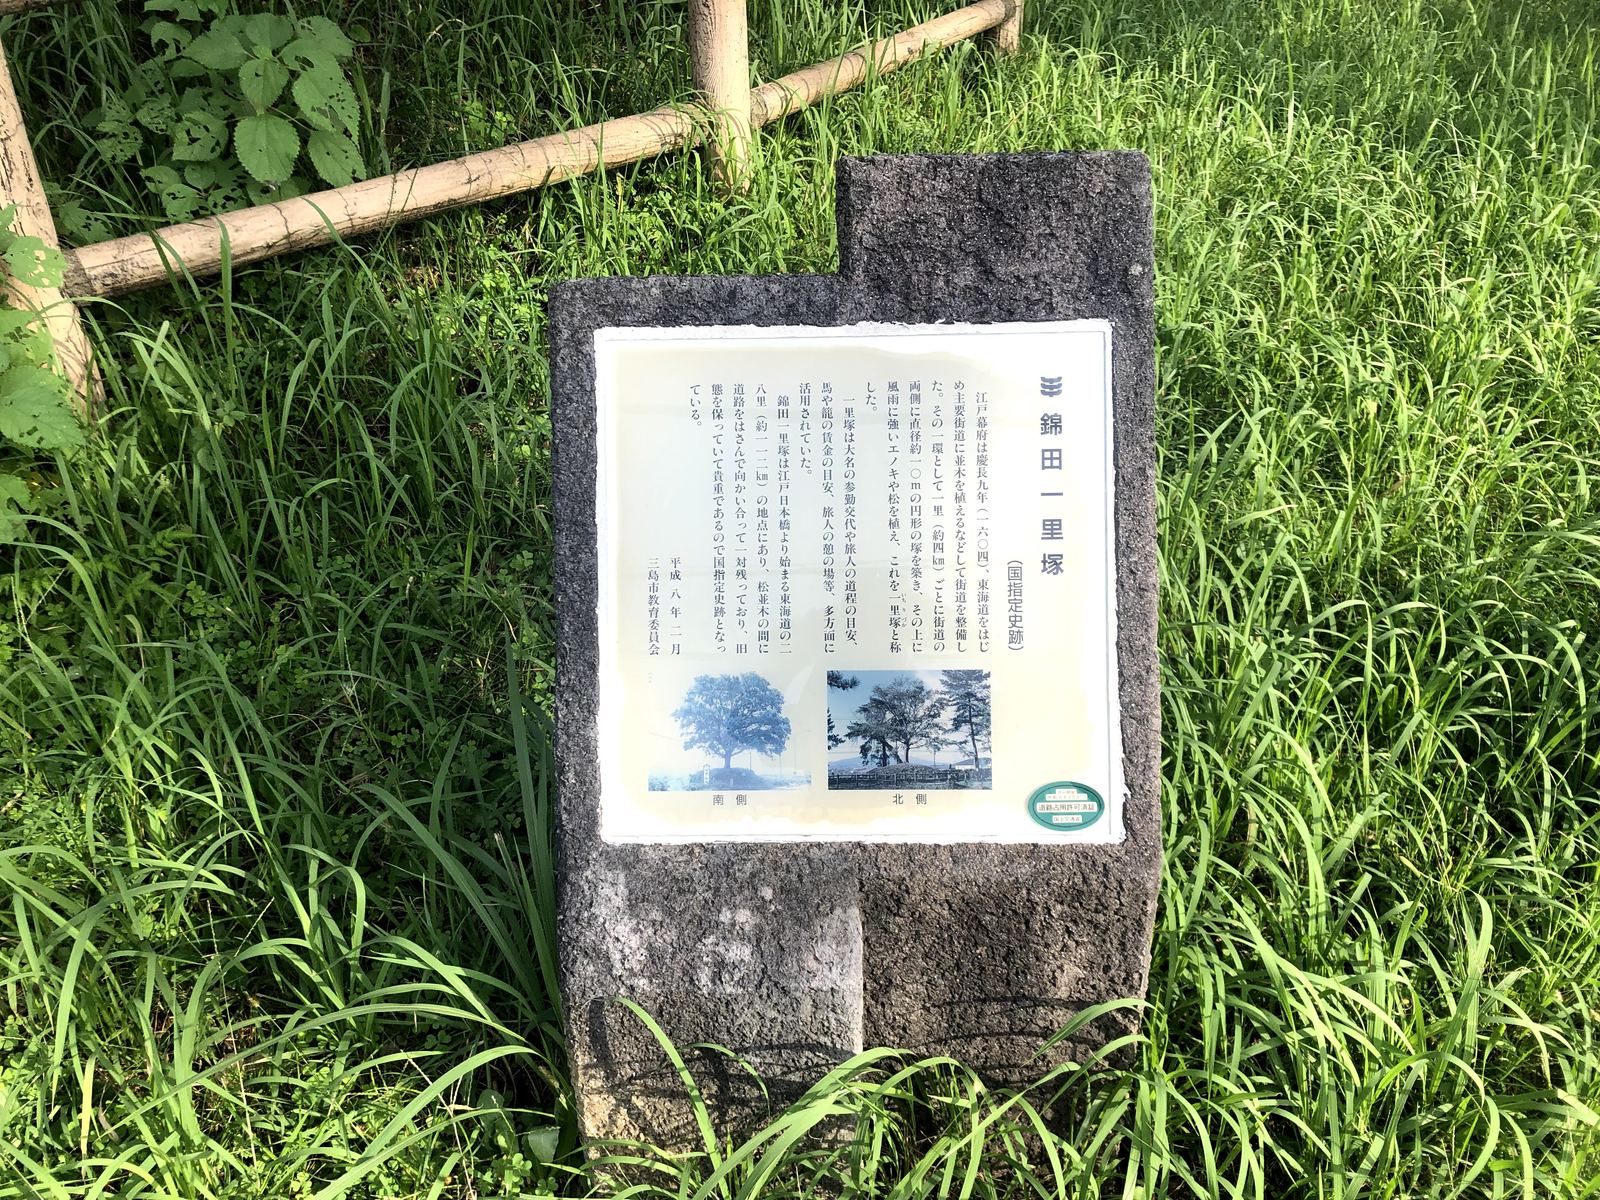 錦田一里塚
（国指定史跡）
江戸幕府は慶長九年（一六〇四）、東海道をはじ
め主要街道に並木を植えるなどして街道を整備し
た。その一環として一里（約四㎞）ごとに街道の
両側に直径約一〇ｍの円形の塚を築き、その上に
風雨に強いエノキや松を植え、これを一里塚と称
した。
一里塚は大名の参勤交代や旅人の道程の目安、
馬や籠の賃金の目安、旅人の憩の場等、多方面に
活用されていた。
錦田一里塚は江戸日本橋より始まる東海道の二
八里（約一一二㎞）の地点にあり、松並木の間に
道路をはさんで向かい合って一対残っており、旧
態を保っていて貴重であるので国指定史跡となっ
ている。
平成八年二月
三島市教育委員会
北側
南側
道路占用許可済証
国土交通省